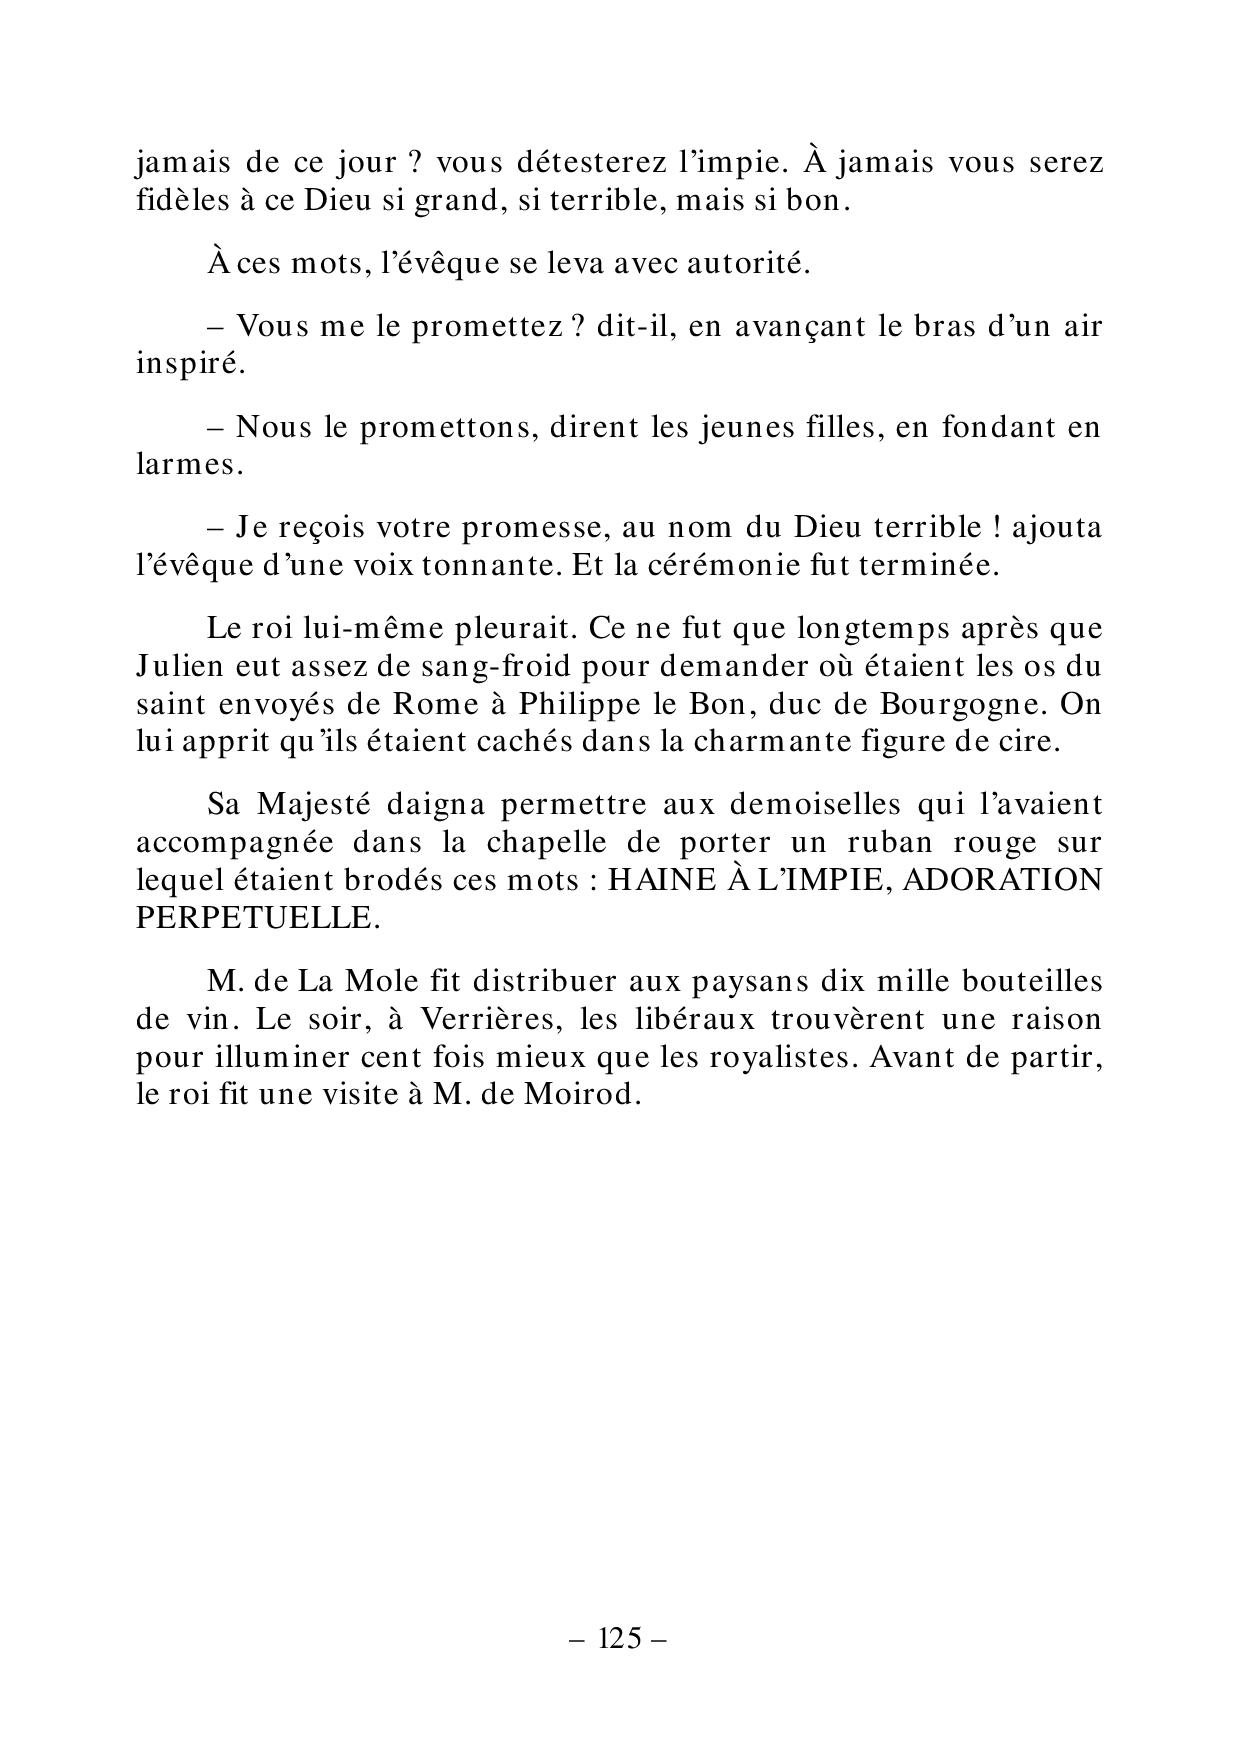 jamais de ce jour ? vous détesterez l’impie. À jamais vous serez
fidèles à ce Dieu si grand, si terrible, mais si bon.
À ces mots, l’évêque se leva avec autorité.
– Vous me le promettez ? dit-il, en avançant le bras d’un air
inspiré.
– Nous le promettons, dirent les jeunes filles, en fondant en
larmes.
– Je reçois votre promesse, au nom du Dieu terrible ! ajouta
l’évêque d’une voix tonnante. Et la cérémonie fut terminée.
Le roi lui-même pleurait. Ce ne fut que longtemps après que
Julien eut assez de sang-froid pour demander où étaient les os du
saint envoyés de Rome à Philippe le Bon, duc de Bourgogne. On
lui apprit qu’ils étaient cachés dans la charmante figure de cire.
Sa Majesté daigna permettre aux demoiselles qui l’avaient
accompagnée dans la chapelle de porter un ruban rouge sur
lequel étaient brodés ces mots : HAINE À L’IMPIE, ADORATION
PERPETUELLE.
M. de La Mole fit distribuer aux paysans dix mille bouteilles
de vin. Le soir, à Verrières, les libéraux trouvèrent une raison
pour illuminer cent fois mieux que les royalistes. Avant de partir,
le roi fit une visite à M. de Moirod.
– 125 –